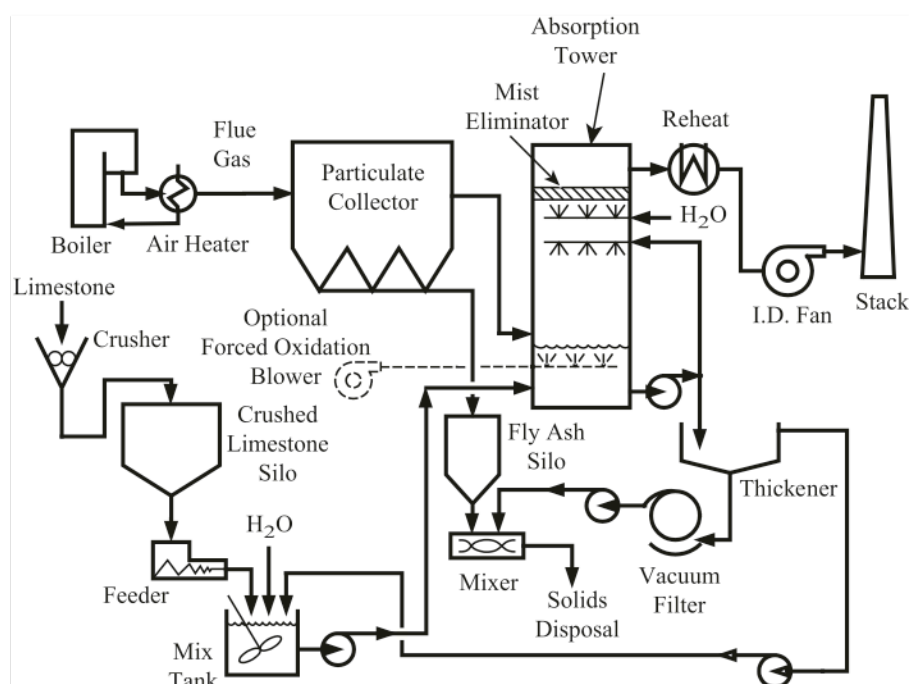 Absorption
Tower
Mist
Eliminator
Reheat
Flue
Gas
Particulate
Collector
H2O
Boiler
Air Heater
Stack
I.D. Fan
Limestone
Crusher
Optional
Forced Oxidation
Blower
Crushed
Limestone
Silo
Fly Ash
Silo
Thickener
H2O
Feeder
Mixer
Vacuum
Filter
Solids
Disposal
Mix
Tank